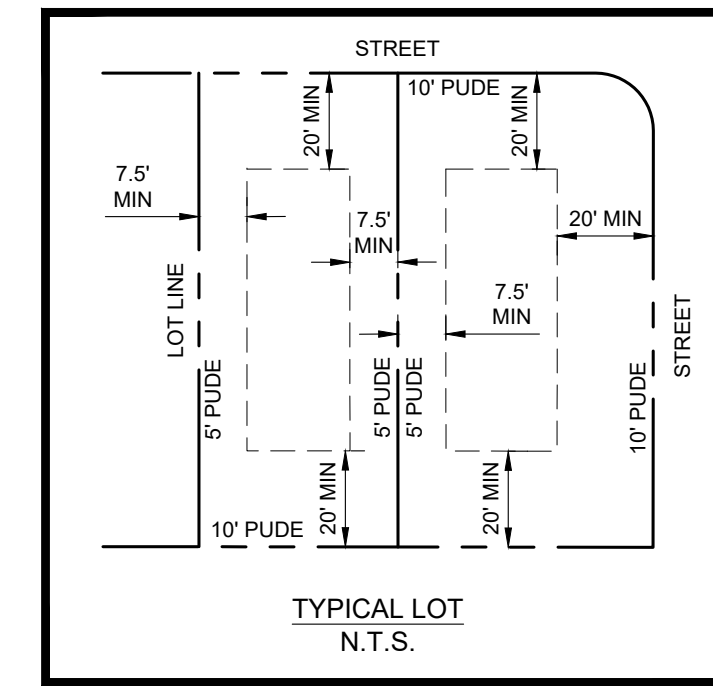 STREET
10' PUDE
20' MIN
20' MIN
7.5'
MIN
7.5'
MIN
20' MIN
7.5'
MIN
LOT LINE
STREET
5' PUDE
5' PUDE
5' PUDE
10' PUDE
20' MIN
20' MIN
10' PUDE
TYPICAL LOT
N.T.S.